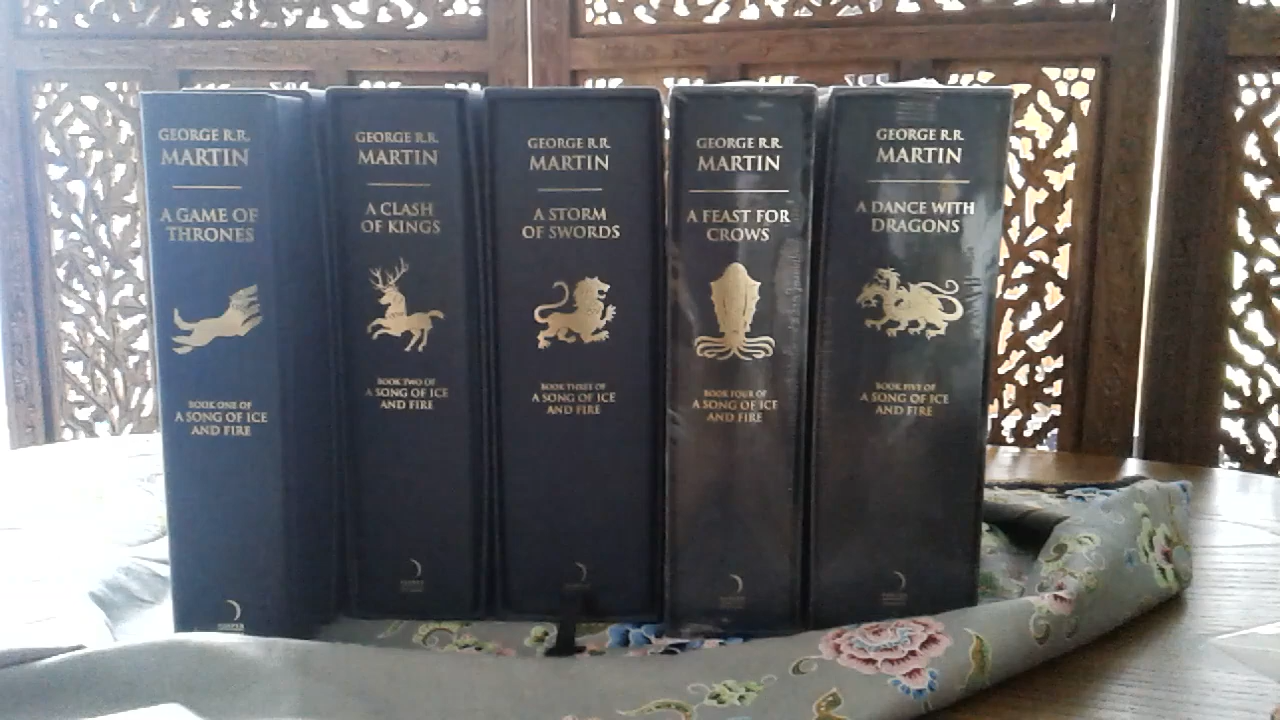 GEORGE R.R.
MARTIN
A GAME OF
THRONES
BOOK ONE OF
A SONG OF ICE
AND FIRE
GEORGE R.R.
MARTIN
A CLASH
OF KINGS
BOOK TWO OF
A SONG OF ICE
AND FIRE
GEORGE R.R.
MARTIN
A STORM
OF SWORDS
BOOK THREE OF
A SONG OF ICE
AND FIRE
GEORGE R.R.
MARTIN
A FEAST FOR
CROWS
BOOK FOUR OF
A SONG OF ICE
AND FIRE
GEORGE R.R.
MARTIN
A DANCE WITH
DRAGONS
BOOK FIVE OF
A SONG OF ICE
AND FIRE